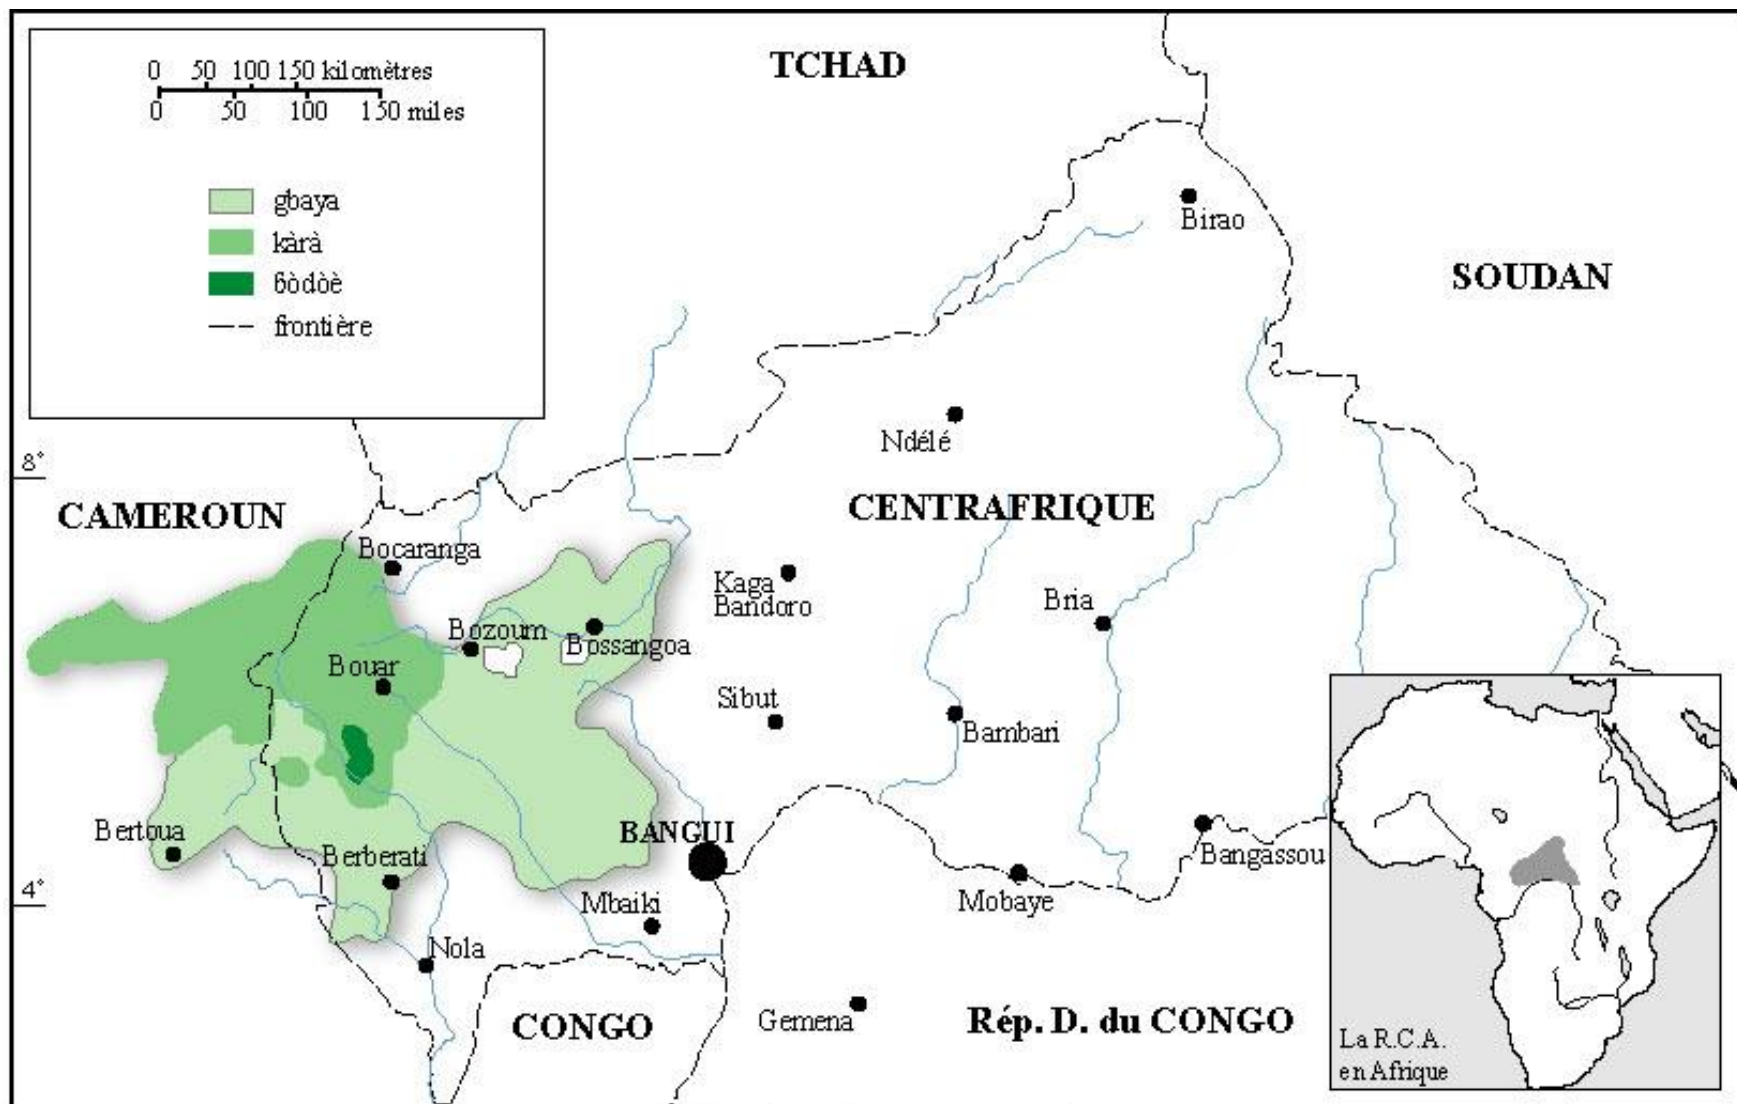 0 50 100 150 kilomètres
0 50 100 150 miles
gbaya
kàrà
ɓòdòè
frontière
TCHAD
SOUDAN
Birao
Ndélé
8°
CAMEROUN
CENTRAFRIQUE
Bocaranga
Kaga
Bandoro
Bria
Bozoum
Bossangoa
Bouar
Sibut
Bambari
Bertoua
BANGUI
Berberati
Bangassou
4°
Mbaiki
Mobaye
Nola
CONGO
Gemena
Rép. D. du CONGO
La R.C.A.
en Afrique